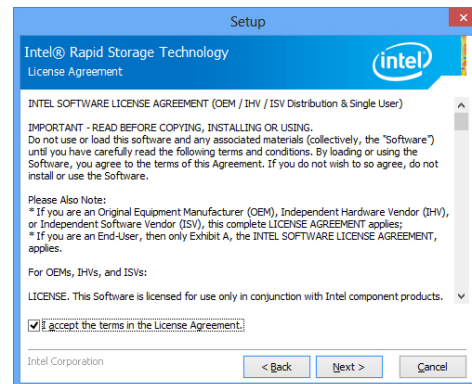 Setup
Intel® Rapid Storage Technology
License Agreement
intel
INTEL SOFTWARE LICENSE AGREEMENT (OEM / IHV / ISV Distribution & Single User)
IMPORTANT - READ BEFORE COPYING, INSTALLING OR USING.
Do not use or load this software and any associated materials (collectively, the "Software")
until you have carefully read the following terms and conditions. By loading or using the
Software, you agree to the terms of this Agreement. If you do not wish to so agree, do not
install or use the Software.
Please Also Note:
* If you are an Original Equipment Manufacturer (OEM), Independent Hardware Vendor (IHV),
or Independent Software Vendor (ISV), this complete LICENSE AGREEMENT applies;
* If you are an End-User, then only Exhibit A, the INTEL SOFTWARE LICENSE AGREEMENT,
applies.
For OEMs, IHVs, and ISVs:
LICENSE. This Software is licensed for use only in conjunction with Intel component products.
I accept the terms in the License Agreement.
Intel Corporation
< Back Next > Cancel